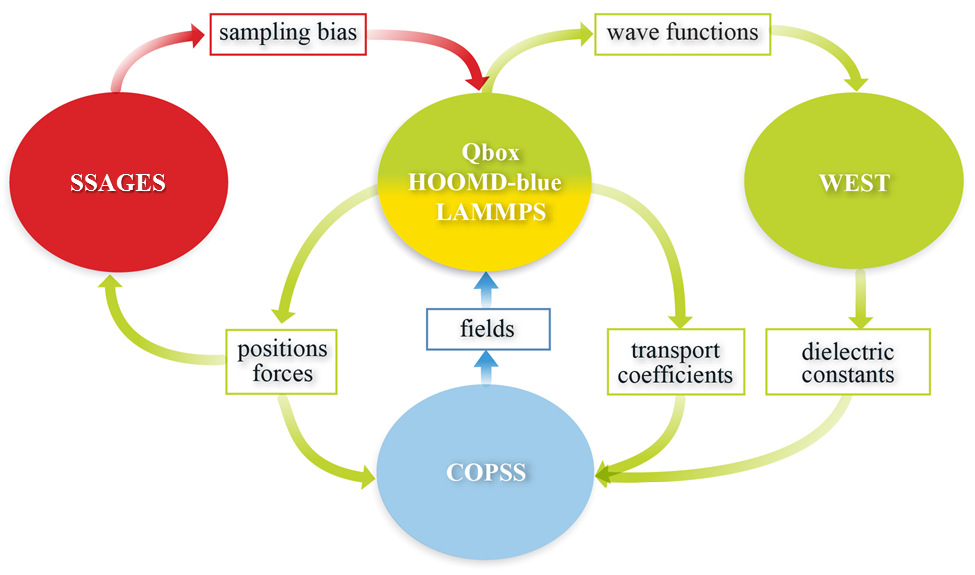 sampling bias
wave functions
SSAGES
Qbox
HOOMD-blue
LAMMPS
WEST
fields
positions
forces
transport
coefficients
dielectric
constants
COPSS